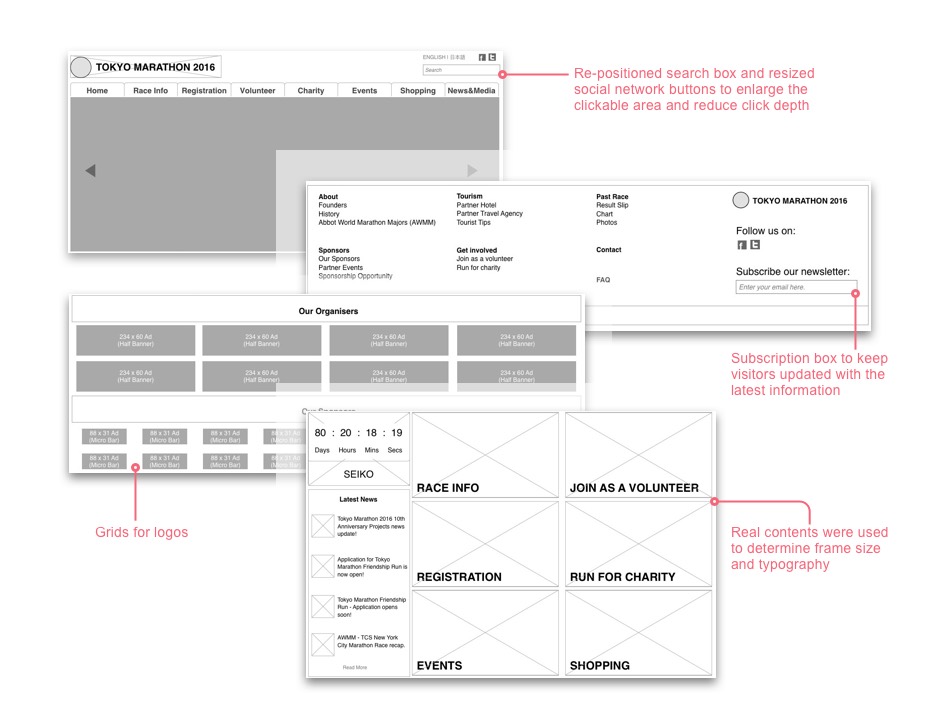 TOKYO MARATHON 2016
ENGLISH I 日本語
Search
Home Race Info Registration Volunteer Charity Events Shopping News&Media
Re-positioned search box and resized
social network buttons to enlarge the
clickable area and reduce click depth
About
Founders
History
Abbot World Marathon Majors (AWMM)
Tourism
Partner Hotel
Partner Travel Agency
Tourist Tips
Past Race
Result Slip
Chart
Photos
Sponsors
Our Sponsors
Partner Events
Sponsorship Opportunity
Get involved
Join as a volunteer
Run for charity
Contact
FAQ
TOKYO MARATHON 2016
Follow us on:
Subscribe our newsletter:
Enter your email here.
Subscription box to keep
visitors updated with the
latest information
Our Organisers
234 x 60 Ad 234 x 60 Ad 234 x 60 Ad 234 x 60 Ad
(Half Banner) (Half Banner) (Half Banner) (Half Banner)
234 x 60 Ad 234 x 60 Ad 234 x 60 Ad 234 x 60 Ad
(Half Banner) (Half Banner) (Half Banner) (Half Banner)
Our Sponsors
88 x 31 Ad 88 x 31 Ad 88 x 31 Ad 88 x 31
(Micro Bar) (Micro Bar) (Micro Bar) (Micro
88 x 31 Ad 88 x 31 Ad 88 x 31 Ad 88 x 31
(Micro Bar) (Micro Bar) (Micro Bar) (Micro
Grids for logos
80 : 20 : 18 : 19
Days Hours Mins Secs
SEIKO
Latest News
Tokyo Marathon 2016 10th
Anniversary Projects news
update!
Application for Tokyo
Marathon Friendship Run is
now open!
Tokyo Marathon Friendship
Run - Application opens
soon!
AWMM - TCS New York
City Marathon Race recap.
Read More
RACE INFO
JOIN AS A VOLUNTEER
REGISTRATION
RUN FOR CHARITY
EVENTS
SHOPPING
Real contents were used
to determine frame size
and typography